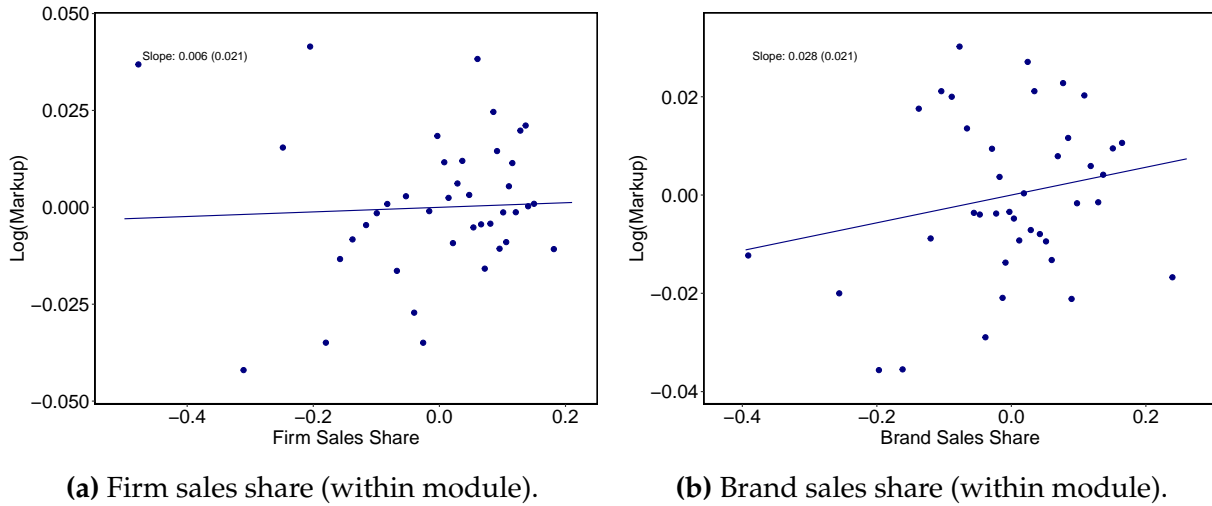 0.050
0.025
0.000
−0.025
−0.050
Log(Markup)
Slope: 0.006 (0.021)
−0.4
−0.2
0.0
0.2
Firm Sales Share
(a) Firm sales share (within module).
0.02
0.00
−0.02
−0.04
Log(Markup)
Slope: 0.028 (0.021)
−0.4
−0.2
0.0
0.2
Brand Sales Share
(b) Brand sales share (within module).